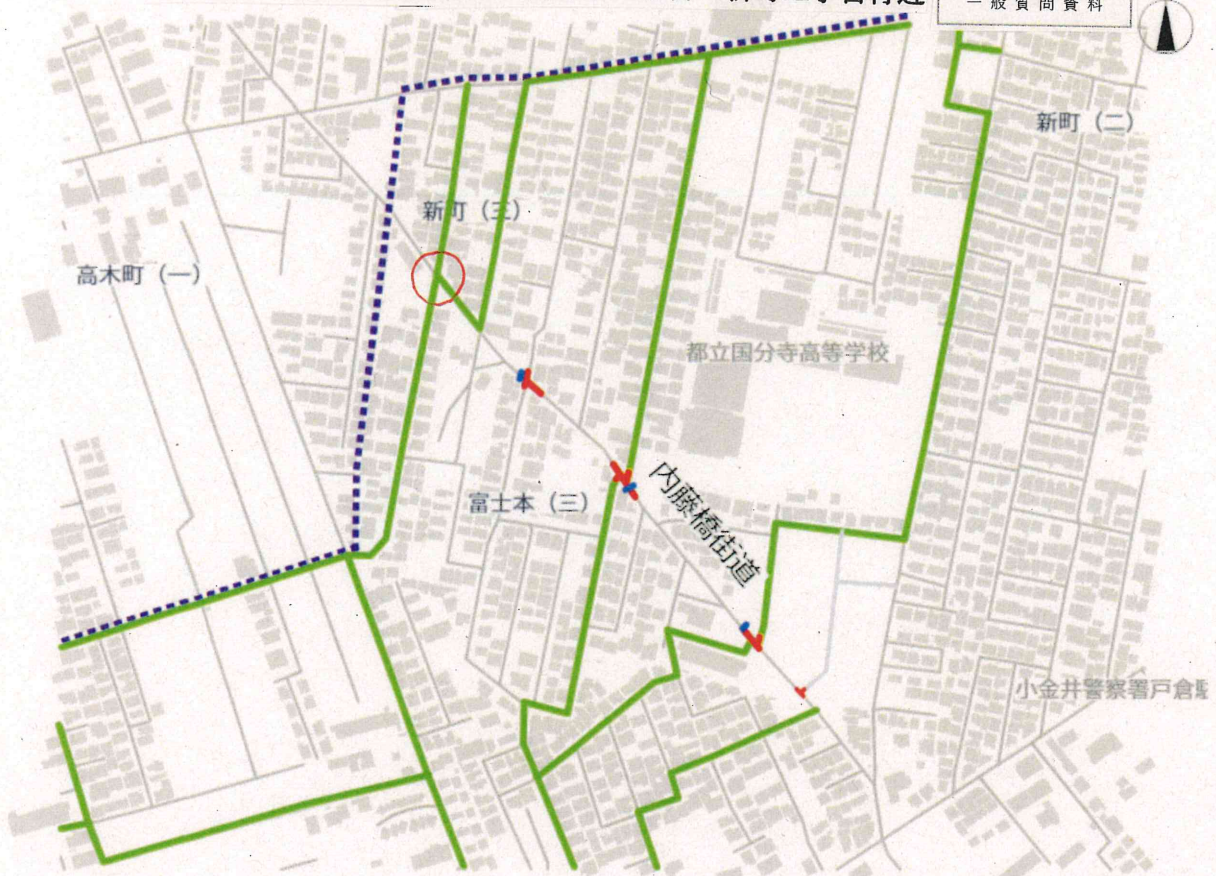 一般質問資料
新町（二）
新町（三）
高木町（一）
都立国分寺高等学校
内藤橋街道
富士本（三）
小金井警察署戸倉